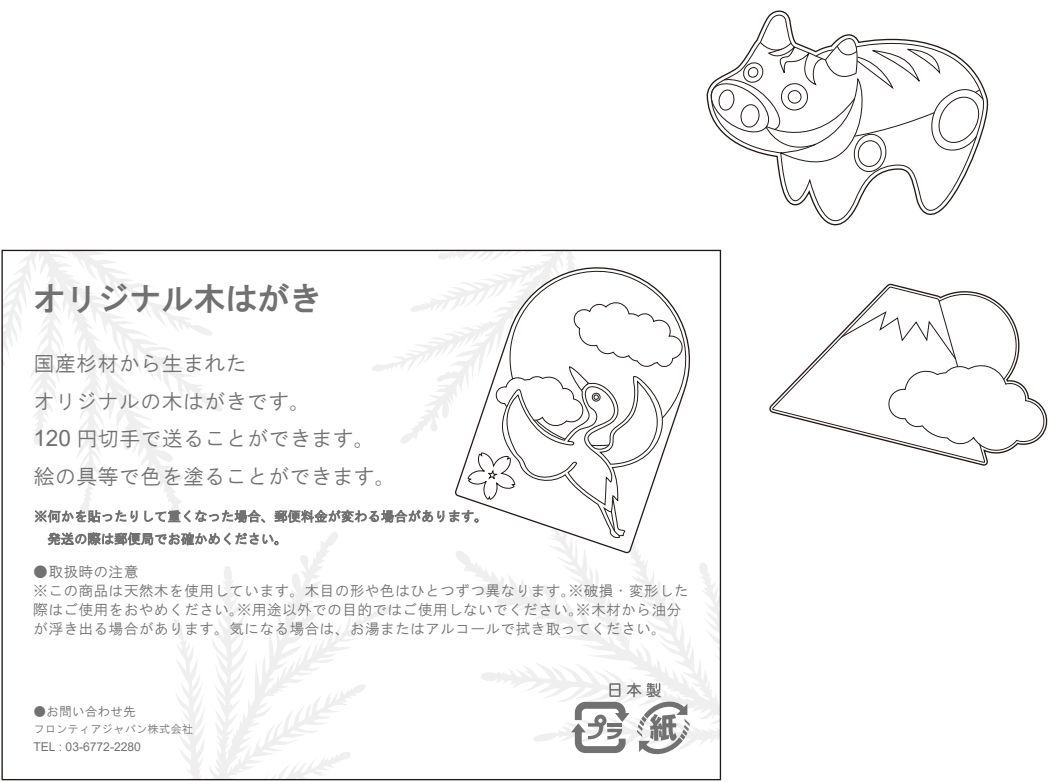 オリジナル木はがき
国産杉材から生まれた
オリジナルの木はがきです。
120 円切手で送ることができます。
絵の具等で色を塗ることができます。
※何かを貼ったりして重くなった場合、郵便料金が変わる場合があります。
発送の際は郵便局でお確かめください。
●取扱時の注意
※この商品は天然木を使用しています。木目の形や色はひとつずつ異なります。※破損・変形した
際はご使用をおやめください。※用途以外での目的ではご使用しないでください。※木材から油分
が浮き出る場合があります。気になる場合は、お湯またはアルコールで拭き取ってください。
日本製
プラ 紙
●お問い合わせ先
フロンティアジャパン株式会社
TEL : 03-6772-2280